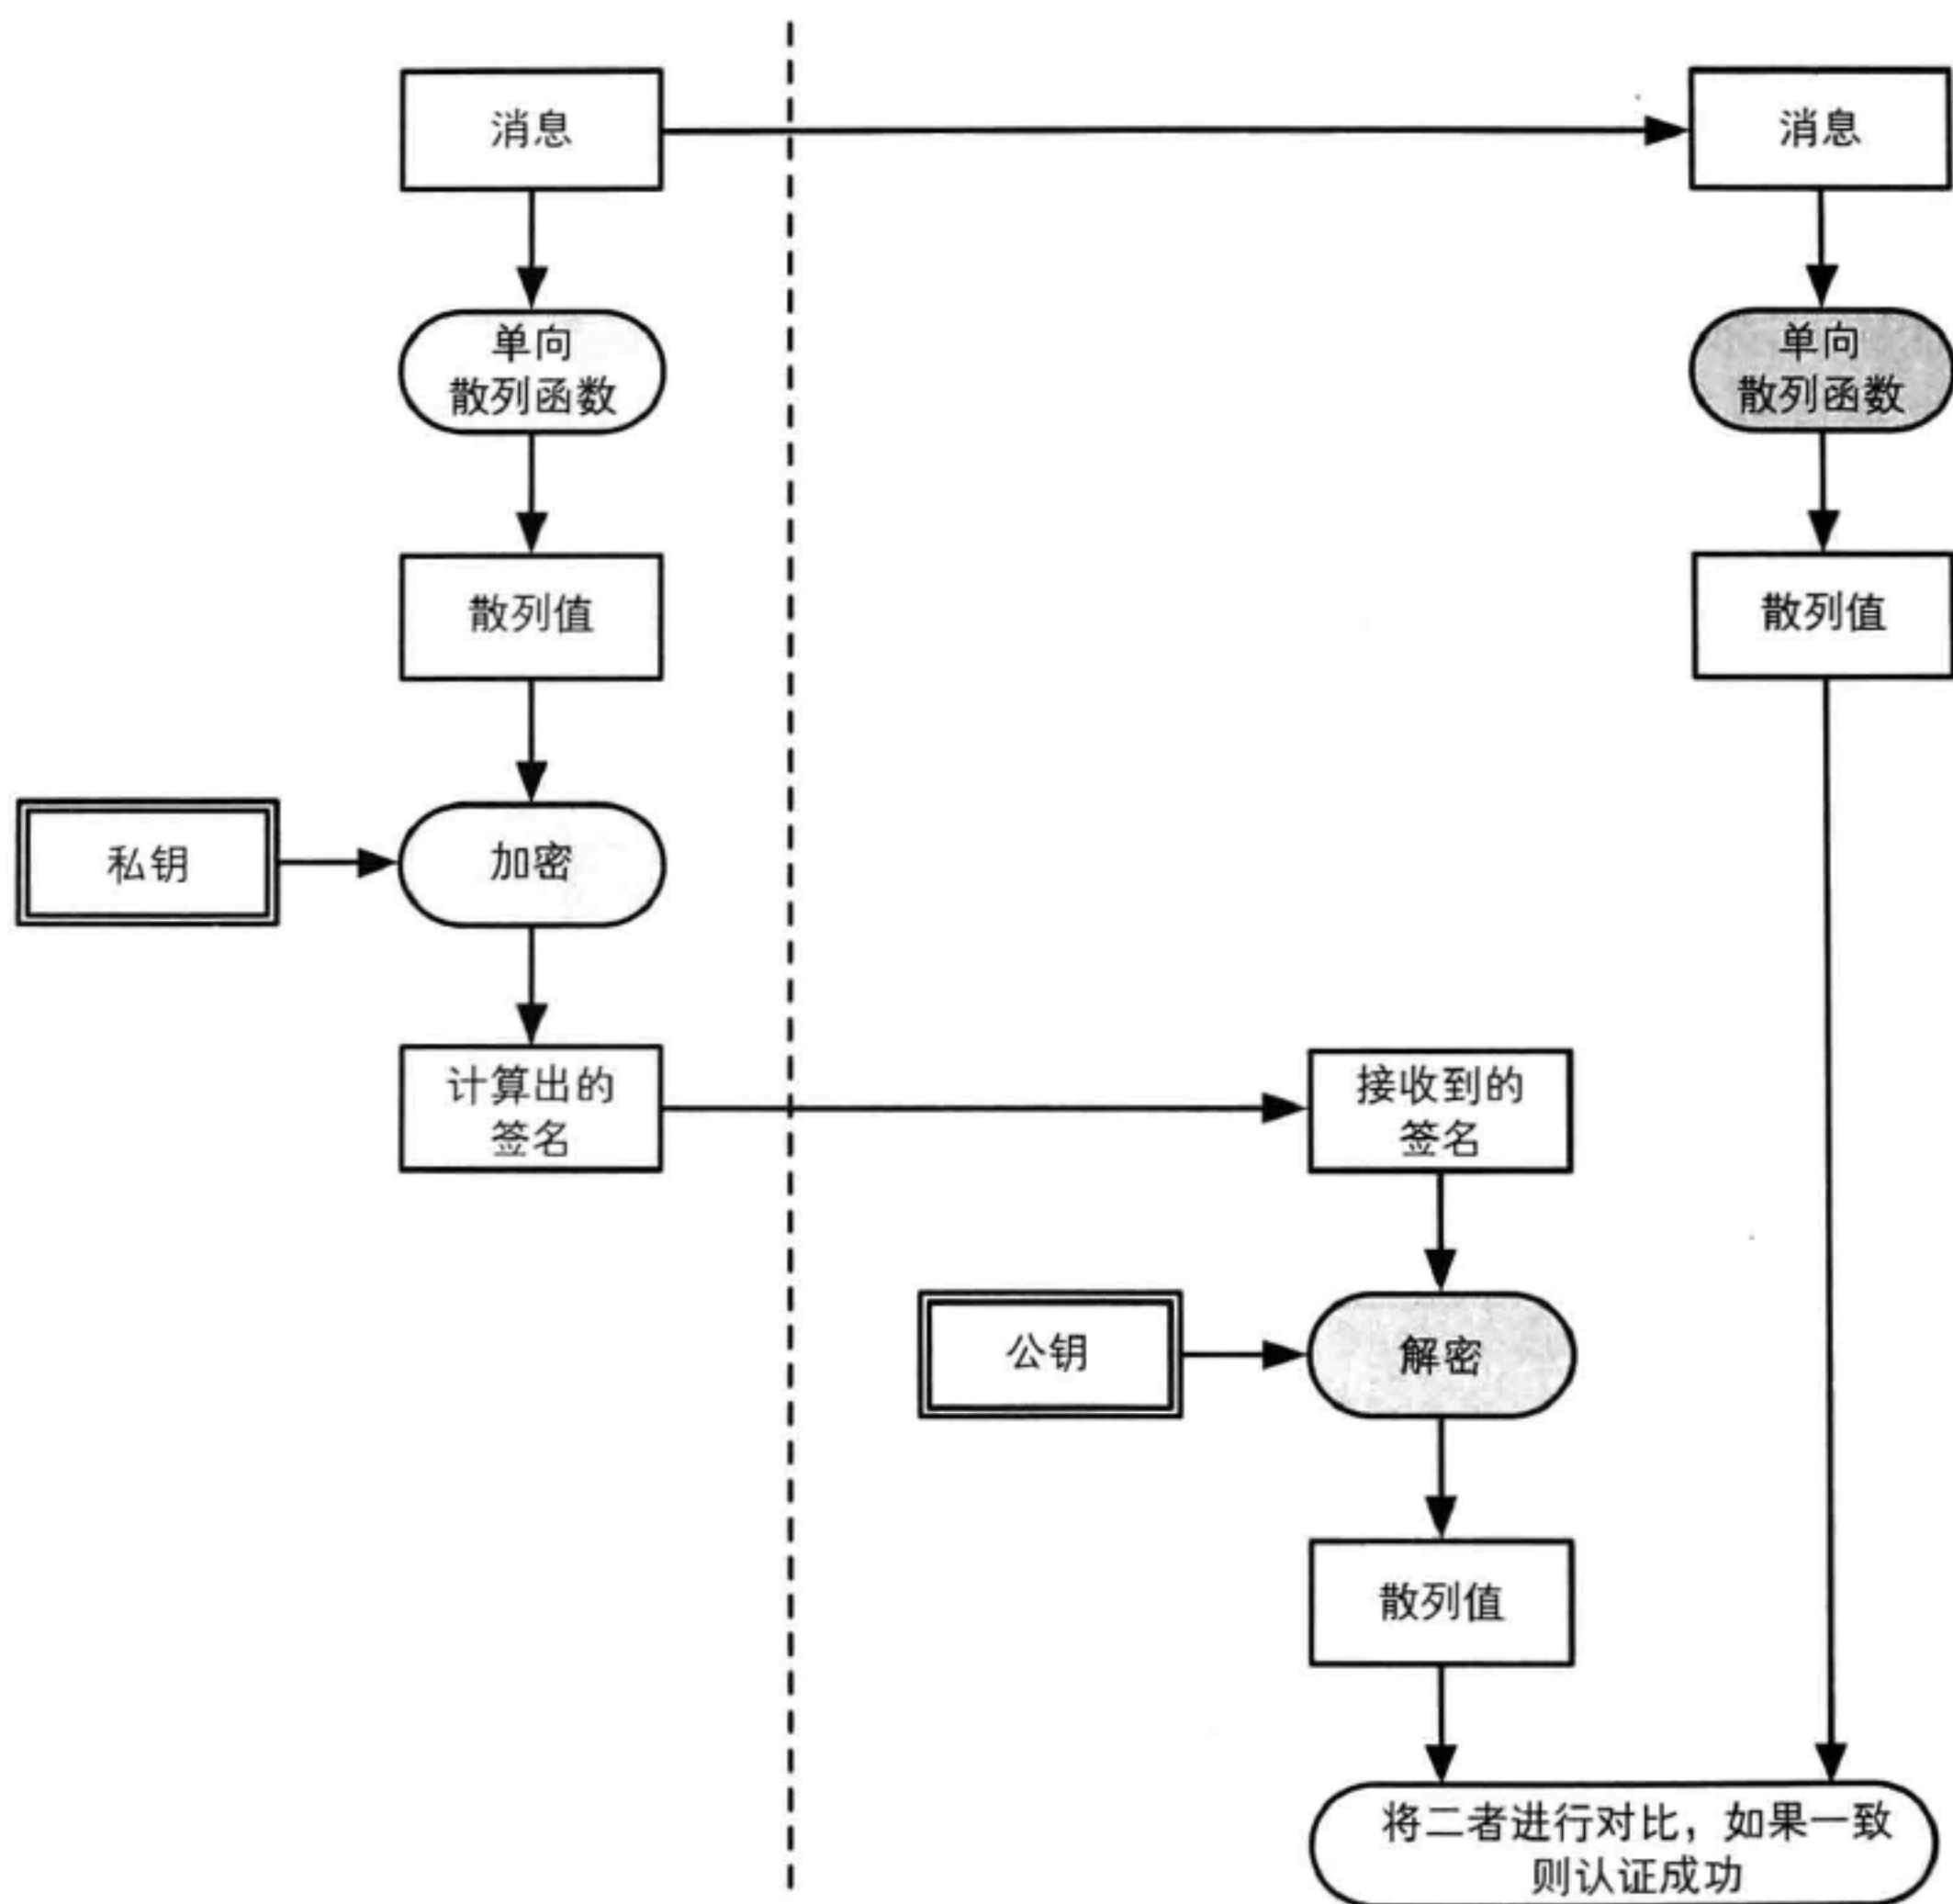 消息
消息
单向
散列函数
单向
散列函数
散列值
散列值
私钥
加密
计算出的
签名
接收到的
签名
公钥
解密
散列值
将二者进行对比，如果一致
则认证成功